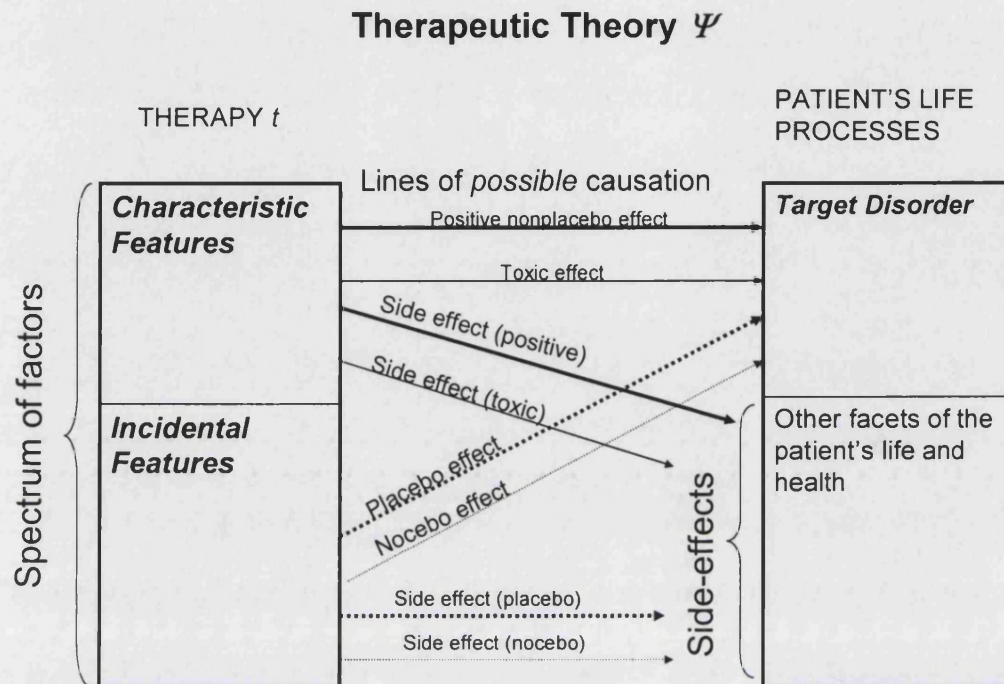 Therapeutic Theory Ψ
THERAPY t
PATIENT'S LIFE
PROCESSES
Spectrum of factors
Characteristic
Features
Incidental
Features
Lines of possible causation
Positive nonplacebo effect
Toxic effect
Side effect (positive)
Side effect (toxic)
Placebo effect
Nocebo effect
Side effect (placebo)
Side effect (nocebo)
Side-effects
Target Disorder
Other facets of the
patient's life and
health